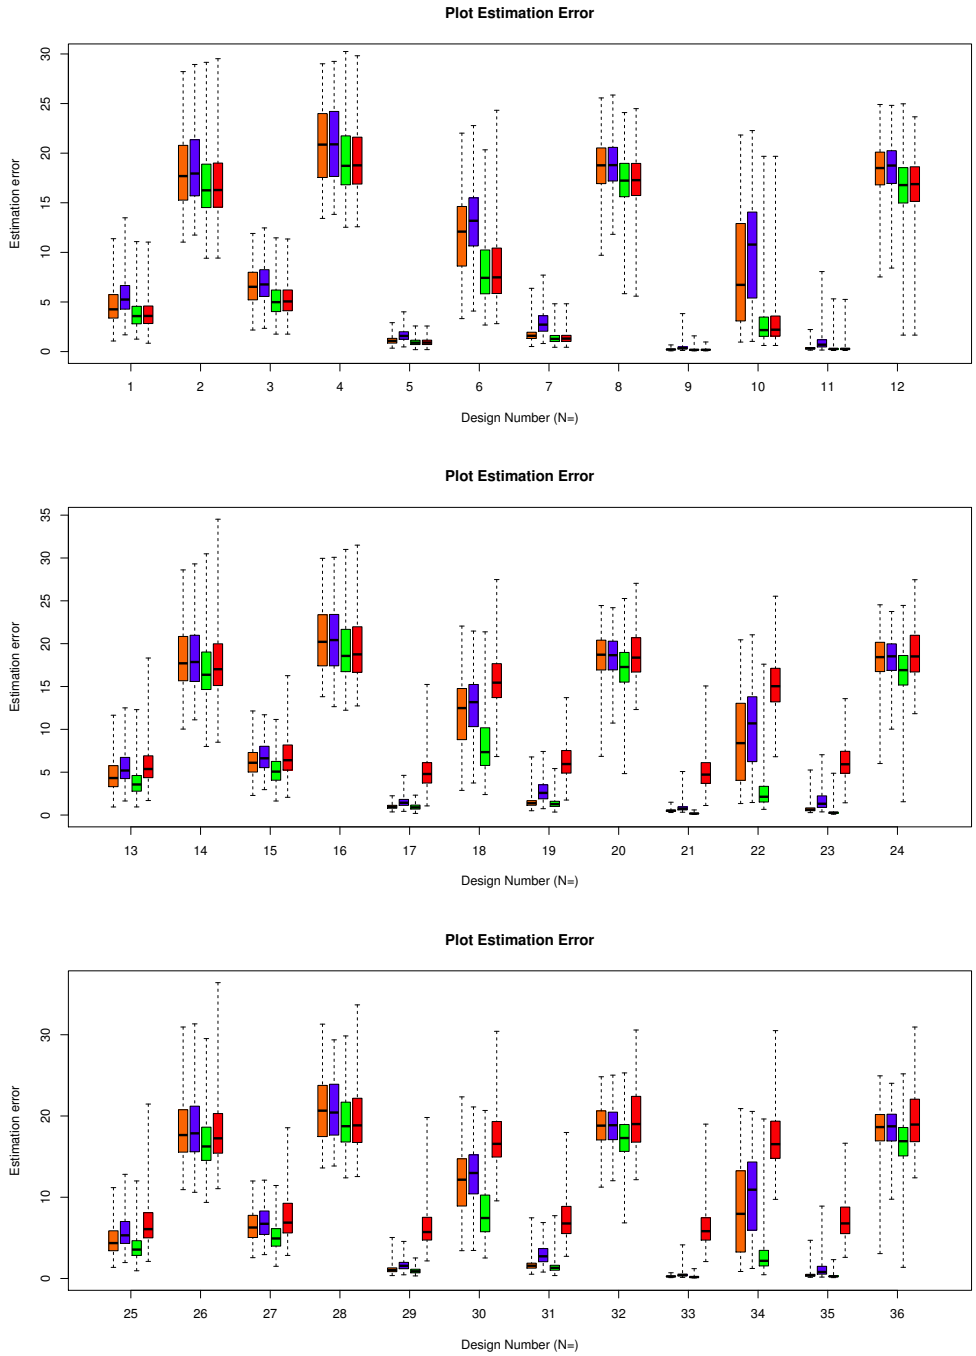 Plot Estimation Error
30
25
20
15
10
5
0
Estimation error
1 2 3 4 5 6 7 8 9 10 11 12
Design Number (N=)
Plot Estimation Error
35
30
25
20
15
10
5
0
Estimation error
13 14 15 16 17 18 19 20 21 22 23 24
Design Number (N=)
Plot Estimation Error
30
20
10
0
Estimation error
25 26 27 28 29 30 31 32 33 34 35 36
Design Number (N=)